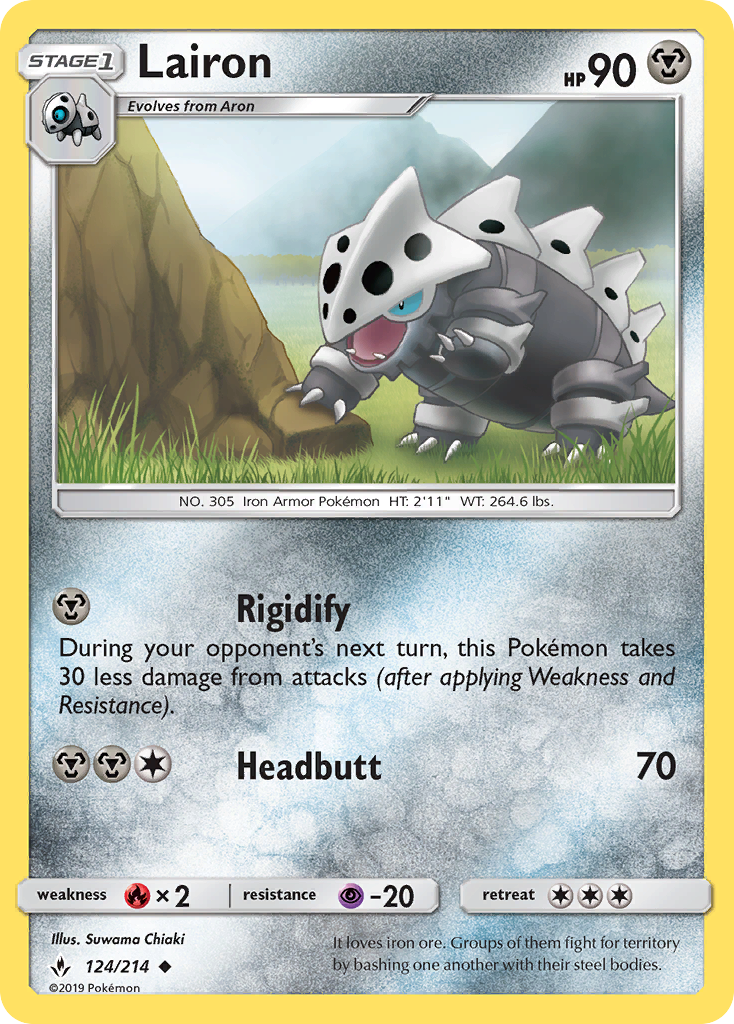 STAGE1
Lairon
HP90
Evolves from Aron
NO. 305 Iron Armor Pokémon HT: 2'11" WT: 264.6 lbs.
Rigidify
During your opponent's next turn, this Pokémon takes
30 less damage from attacks (after applying Weakness and
Resistance).
Headbutt 70
weakness ×2 resistance -20 retreat
Illus. Suwama Chiaki
124/214
©2019 Pokémon
It loves iron ore. Groups of them fight for territory
by bashing one another with their steel bodies.